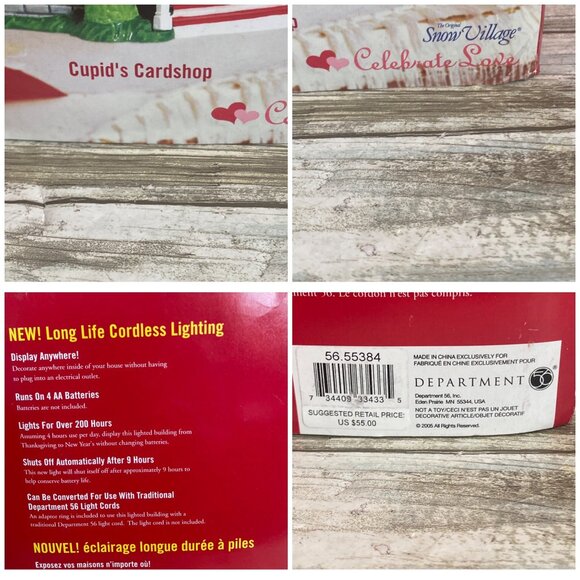 Cupid's Cardshop
The Original
Snow Village®
Celebrate Love
NEW! Long Life Cordless Lighting
Display Anywhere!
Decorate anywhere inside of your house without having
to plug into an electrical outlet.
Runs On 4 AA Batteries
Batteries are not included.
Lights For Over 200 Hours
Assuming 4 hours use per day, display this lighted building from
Thanksgiving to New Year's without changing batteries.
Shuts Off Automatically After 9 Hours
This new light will shut itself off after approximately 9 hours to
help conserve battery life.
Can Be Converted For Use With Traditional
Department 56 Light Cords
An adaptor ring is included to use this lighted building with a
traditional Department 56 light cord. The light cord is not included.
NOUVEL! éclairage longue durée à piles
Exposez vos maisons n'importe où!
56. Le cordon n'est pas compris.
56.55384
7 34409 33433 5
SUGGESTED RETAIL PRICE:
US $55.00
MADE IN CHINA EXCLUSIVELY FOR
FABRIQUÉ EN CHINE EXCLUSIVEMENT POUR
DEPARTMENT 56
Department 56, Inc.
Eden Prairie MN 55344, USA
NOT A TOY/CECI N'EST PAS UN JOUET
DECORATIVE ARTICLE/OBJET DÉCORATIF
© 2005 All Rights Reserved.